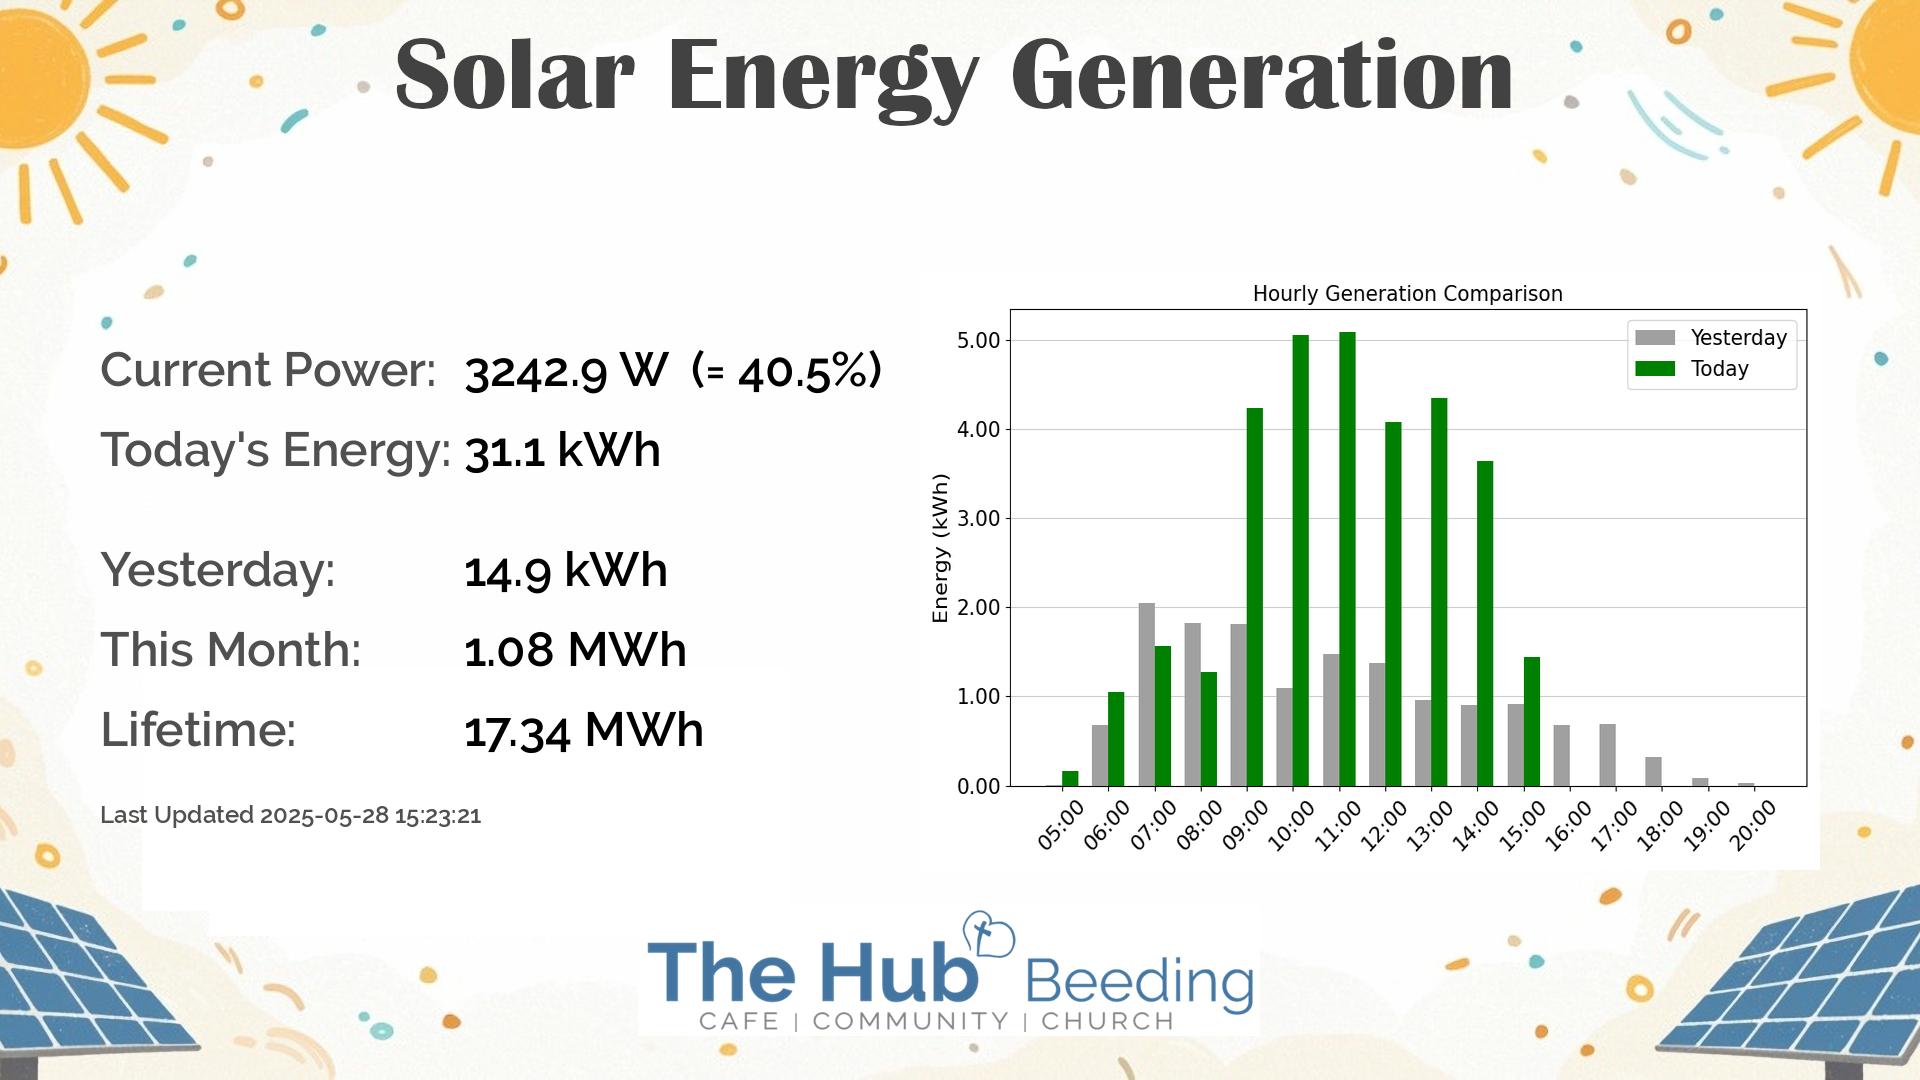 Solar Energy Generation
Current Power: 3242.9 W (= 40.5%)
Today's Energy: 31.1 kWh
Yesterday: 14.9 kWh
This Month: 1.08 MWh
Lifetime: 17.34 MWh
Last Updated 2025-05-28 15:23:21
Hourly Generation Comparison
Yesterday
Today
Energy (kWh)
5.00
4.00
3.00
2.00
1.00
0.00
05:00 06:00 07:00 08:00 09:00 10:00 11:00 12:00 13:00 14:00 15:00 16:00 17:00 18:00 19:00 20:00
The Hub Beeding
CAFE | COMMUNITY | CHURCH